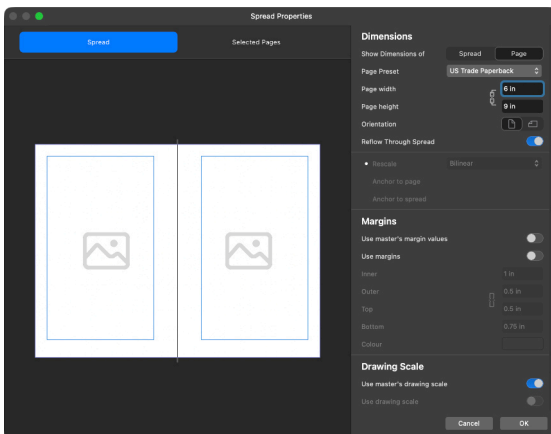 Spread Properties
Spread Selected Pages
Dimensions
Show Dimensions of Spread Page
Page Preset US Trade Paperback
Page width 6 in
Page height 9 in
Orientation
Reflow Through Spread
Rescale Bilinear
Anchor to page
Anchor to spread
Margins
Use master's margin values
Use margins
Inner 1 in
Outer 0.5 in
Top 0.5 in
Bottom 0.75 in
Colour
Drawing Scale
Use master's drawing scale
Use drawing scale
Cancel OK